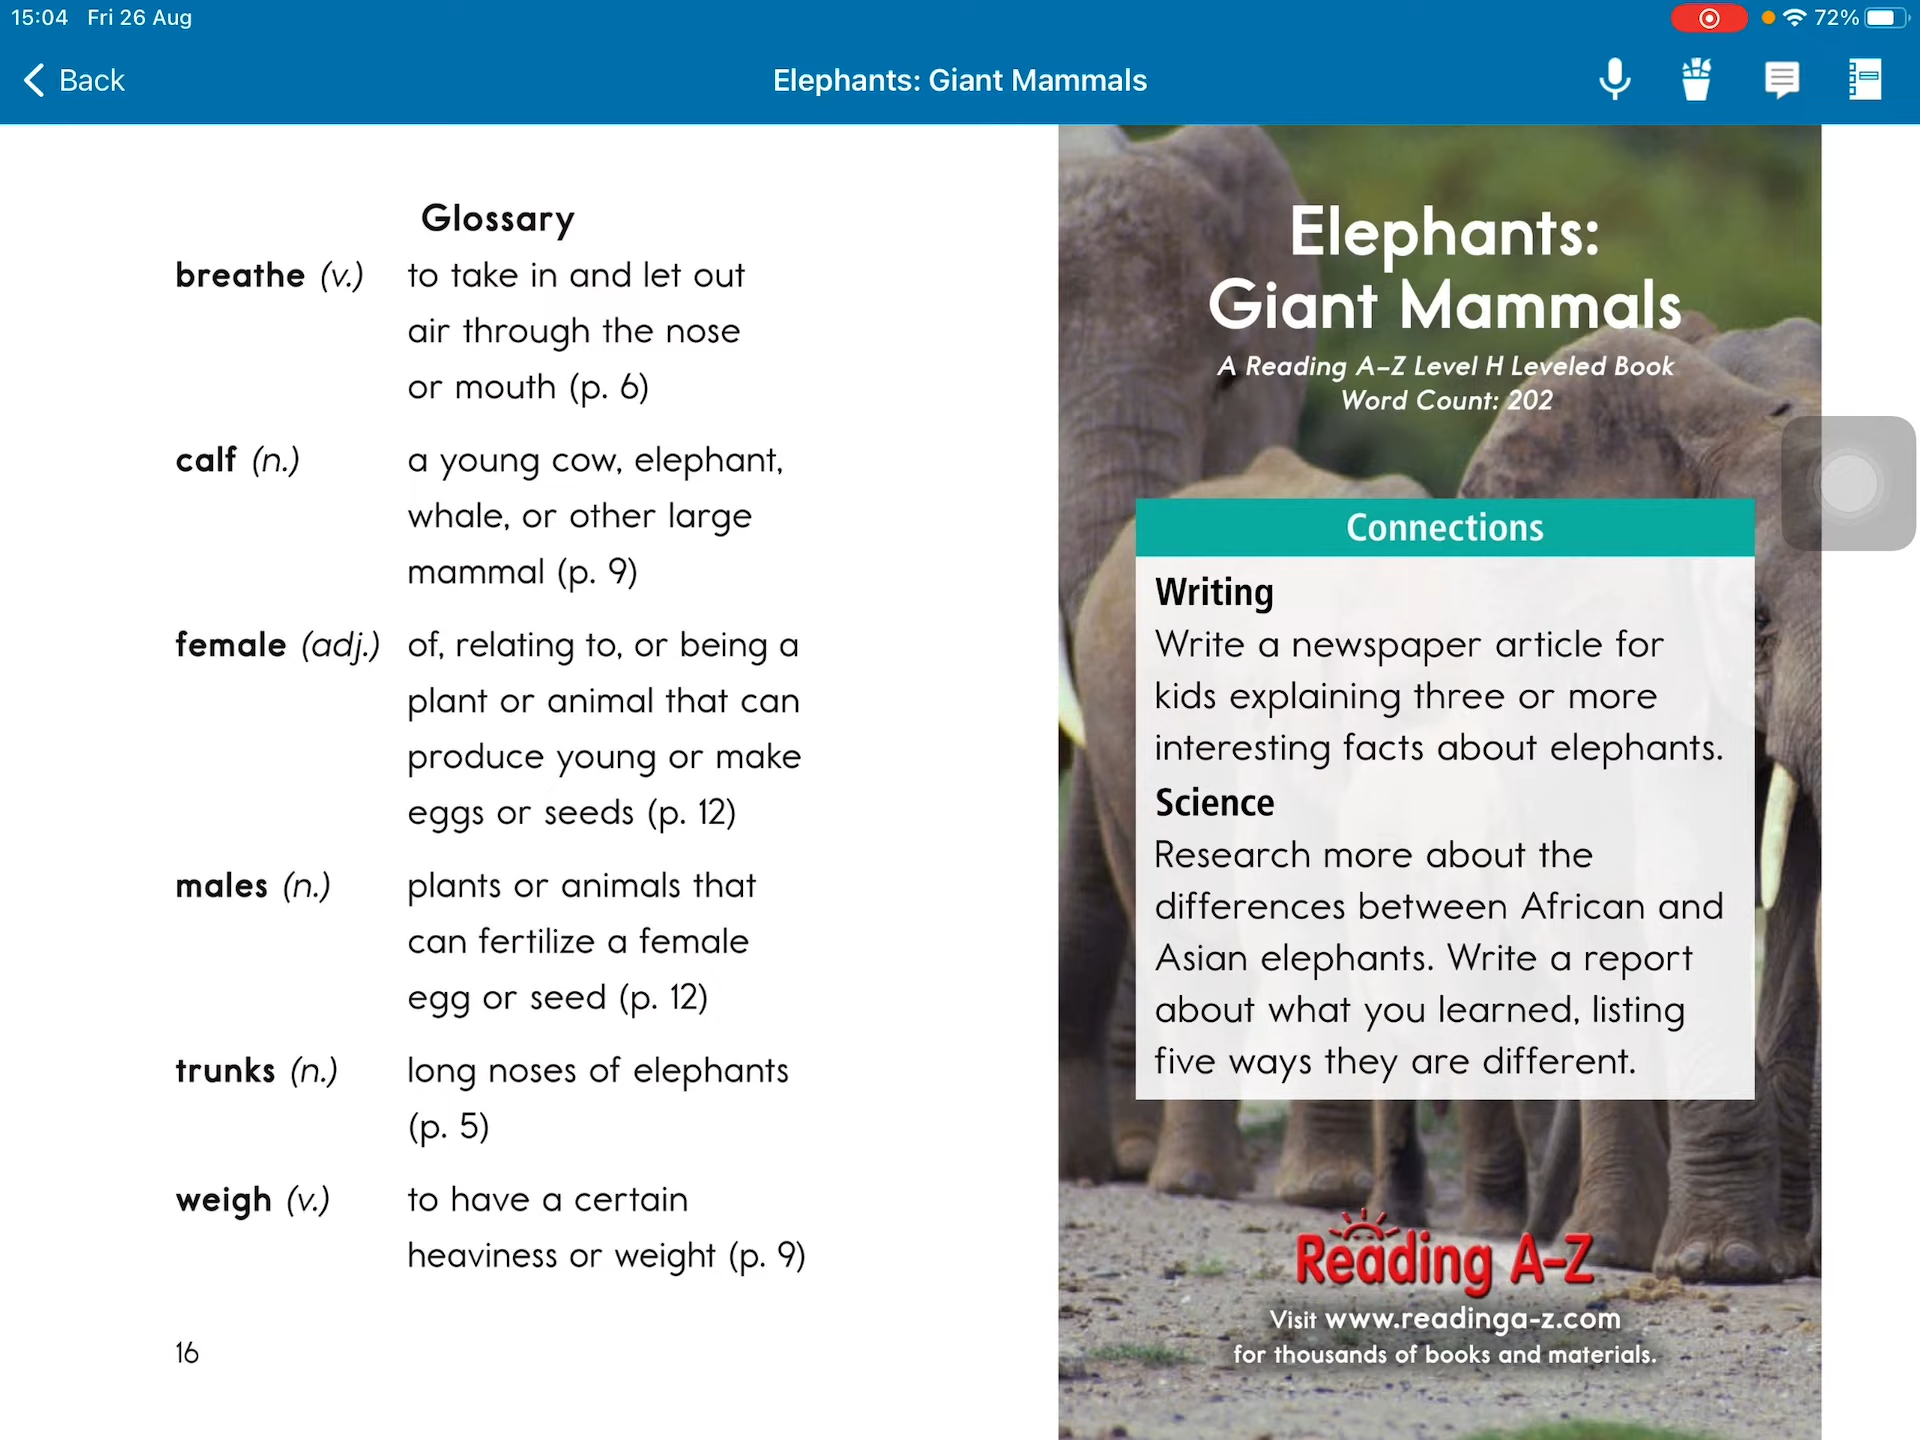 15:04 Fri 26 Aug
72%
Back
Elephants: Giant Mammals
Glossary
breathe (v.) to take in and let out
air through the nose
or mouth (p. 6)
calf (n.) a young cow, elephant,
whale, or other large
mammal (p. 9)
female (adj.) of, relating to, or being a
plant or animal that can
produce young or make
eggs or seeds (p. 12)
males (n.) plants or animals that
can fertilize a female
egg or seed (p. 12)
trunks (n.) long noses of elephants
(p. 5)
weigh (v.) to have a certain
heaviness or weight (p. 9)
16
Elephants:
Giant Mammals
A Reading A–Z Level H Leveled Book
Word Count: 202
Connections
Writing
Write a newspaper article for
kids explaining three or more
interesting facts about elephants.
Science
Research more about the
differences between African and
Asian elephants. Write a report
about what you learned, listing
five ways they are different.
Reading A–Z
Visit www.readinga-z.com
for thousands of books and materials.